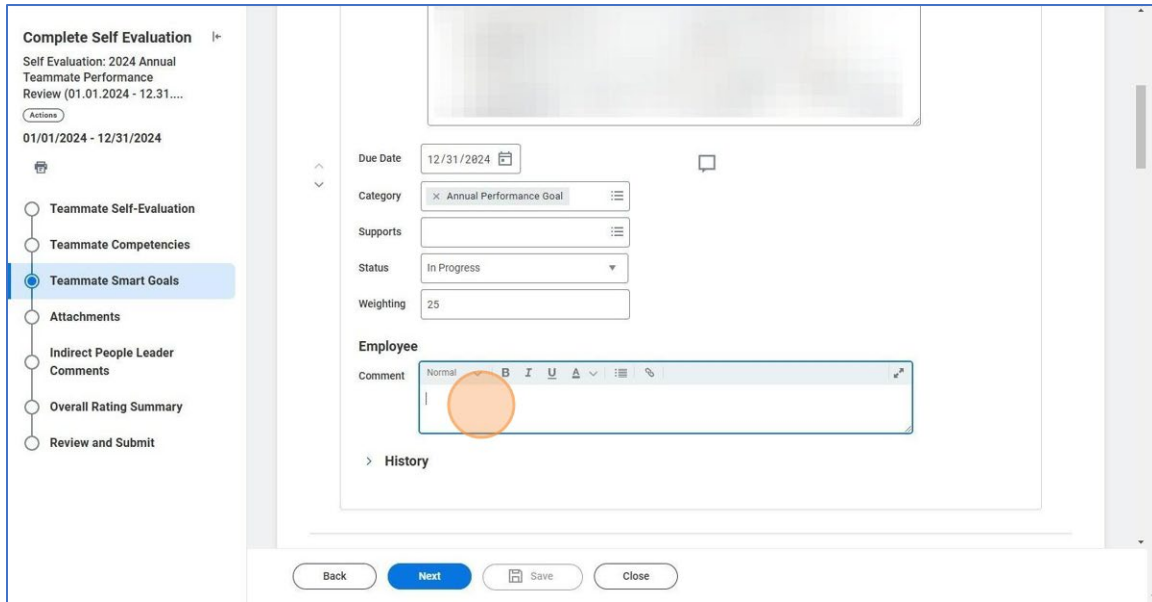 Complete Self Evaluation
Self Evaluation: 2024 Annual
Teammate Performance
Review (01.01.2024 - 12.31....
Actions
01/01/2024 - 12/31/2024
Teammate Self-Evaluation
Teammate Competencies
Teammate Smart Goals
Attachments
Indirect People Leader
Comments
Overall Rating Summary
Review and Submit
Due Date 12/31/2024
Category × Annual Performance Goal
Supports
Status In Progress
Weighting 25
Employee
Comment Normal B I U A
> History
Back Next Save Close